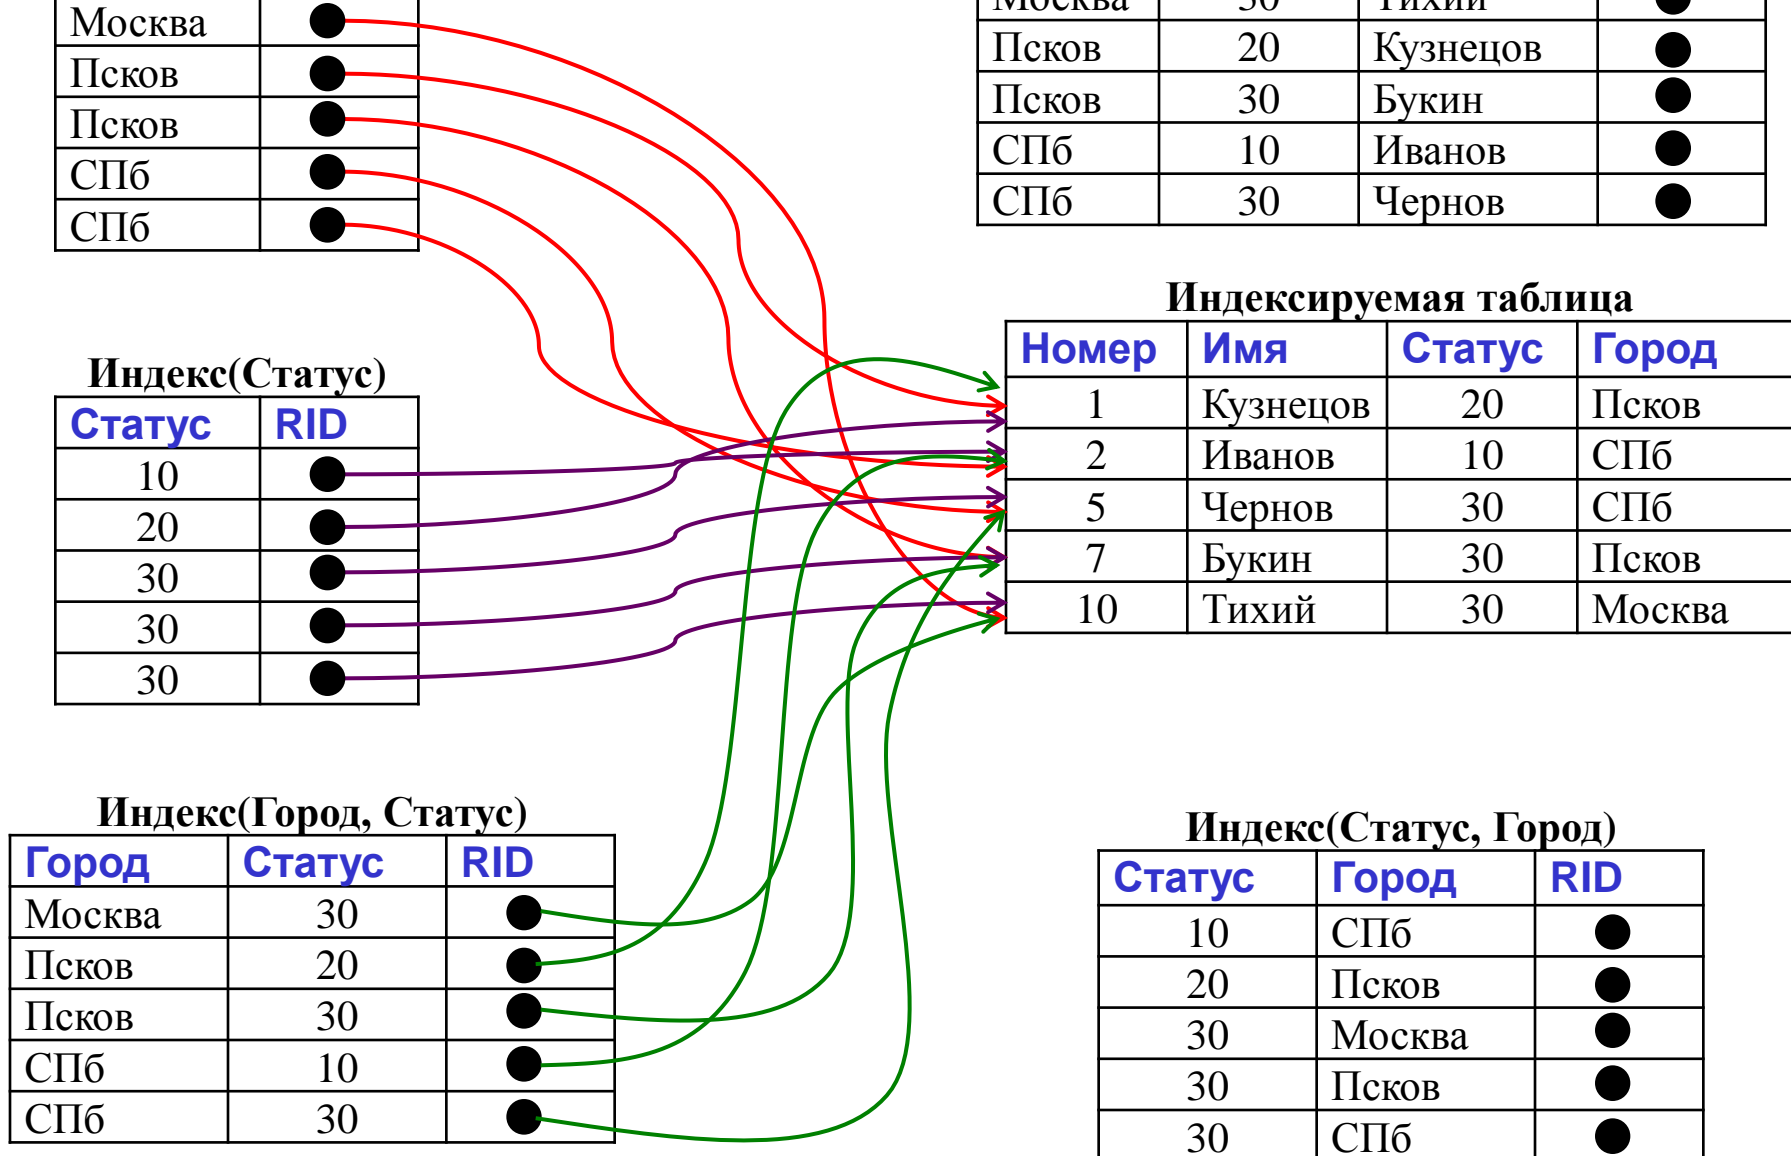 Москва
Псков
Псков
СПб
СПб
Москва 30 Тихий
Псков 20 Кузнецов
Псков 30 Букин
СПб 10 Иванов
СПб 30 Чернов
Индексируемая таблица
Номер Имя Статус Город
1 Кузнецов 20 Псков
2 Иванов 10 СПб
5 Чернов 30 СПб
7 Букин 30 Псков
10 Тихий 30 Москва
Индекс(Статус)
Статус RID
10
20
30
30
30
Индекс(Город, Статус)
Город Статус RID
Москва 30
Псков 20
Псков 30
СПб 10
СПб 30
Индекс(Статус, Город)
Статус Город RID
10 СПб
20 Псков
30 Москва
30 Псков
30 СПб